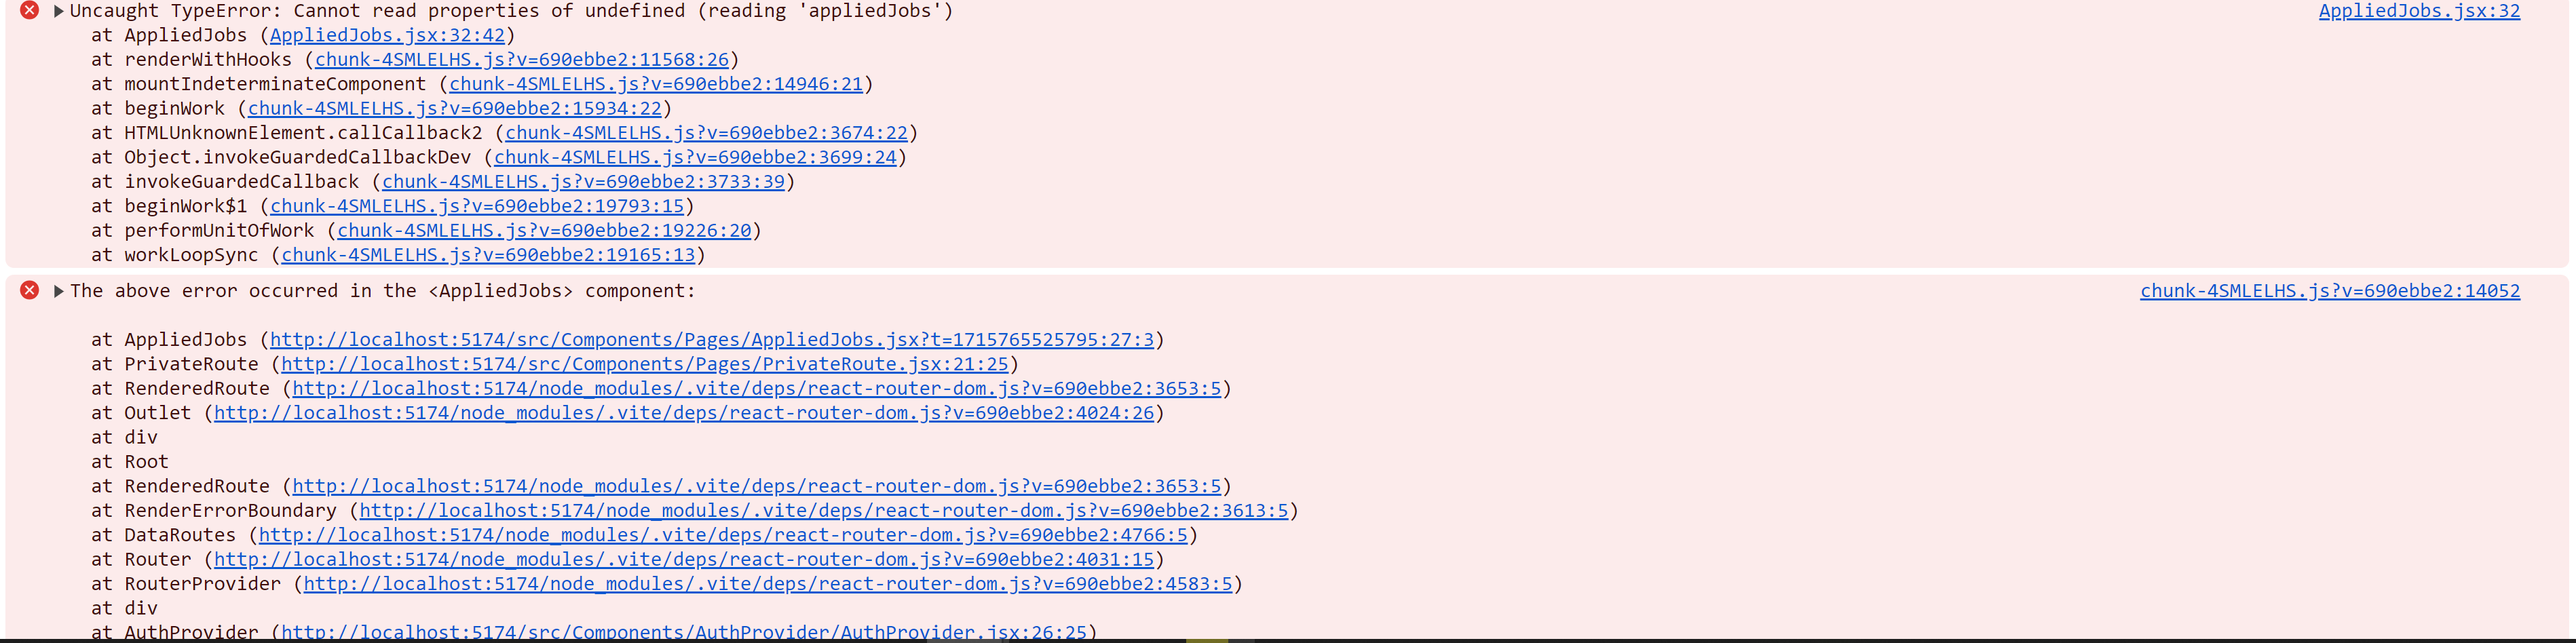 Uncaught TypeError: Cannot read properties of undefined (reading 'appliedJobs') AppliedJobs.jsx:32
at AppliedJobs (AppliedJobs.jsx:32:42)
at renderWithHooks (chunk-4SMLELHS.js?v=690ebbe2:11568:26)
at mountIndeterminateComponent (chunk-4SMLELHS.js?v=690ebbe2:14946:21)
at beginWork (chunk-4SMLELHS.js?v=690ebbe2:15934:22)
at HTMLUnknownElement.callCallback2 (chunk-4SMLELHS.js?v=690ebbe2:3674:22)
at Object.invokeGuardedCallbackDev (chunk-4SMLELHS.js?v=690ebbe2:3699:24)
at invokeGuardedCallback (chunk-4SMLELHS.js?v=690ebbe2:3733:39)
at beginWork$1 (chunk-4SMLELHS.js?v=690ebbe2:19793:15)
at performUnitOfWork (chunk-4SMLELHS.js?v=690ebbe2:19226:20)
at workLoopSync (chunk-4SMLELHS.js?v=690ebbe2:19165:13)
The above error occurred in the <AppliedJobs> component: chunk-4SMLELHS.js?v=690ebbe2:14052
at AppliedJobs (http://localhost:5174/src/Components/Pages/AppliedJobs.jsx?t=1715765525795:27:3)
at PrivateRoute (http://localhost:5174/src/Components/Pages/PrivateRoute.jsx:21:25)
at RenderedRoute (http://localhost:5174/node_modules/.vite/deps/react-router-dom.js?v=690ebbe2:3653:5)
at Outlet (http://localhost:5174/node_modules/.vite/deps/react-router-dom.js?v=690ebbe2:4024:26)
at div
at Root
at RenderedRoute (http://localhost:5174/node_modules/.vite/deps/react-router-dom.js?v=690ebbe2:3653:5)
at RenderErrorBoundary (http://localhost:5174/node_modules/.vite/deps/react-router-dom.js?v=690ebbe2:3613:5)
at DataRoutes (http://localhost:5174/node_modules/.vite/deps/react-router-dom.js?v=690ebbe2:4766:5)
at Router (http://localhost:5174/node_modules/.vite/deps/react-router-dom.js?v=690ebbe2:4031:15)
at RouterProvider (http://localhost:5174/node_modules/.vite/deps/react-router-dom.js?v=690ebbe2:4583:5)
at div
at AuthProvider (http://localhost:5174/src/Components/AuthProvider/AuthProvider.jsx:26:25)